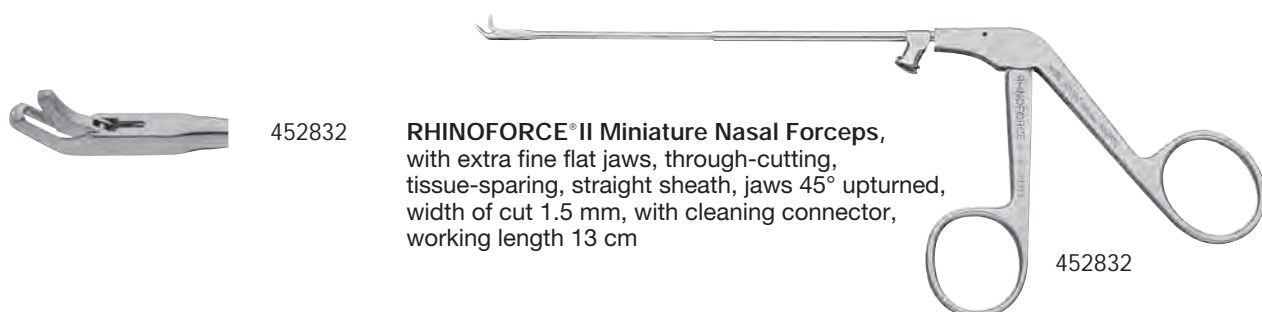 452832
RHINOFORCE®II Miniature Nasal Forceps,
with extra fine flat jaws, through-cutting,
tissue-sparing, straight sheath, jaws 45° upturned,
width of cut 1.5 mm, with cleaning connector,
working length 13 cm
RHINOFORCE
452832